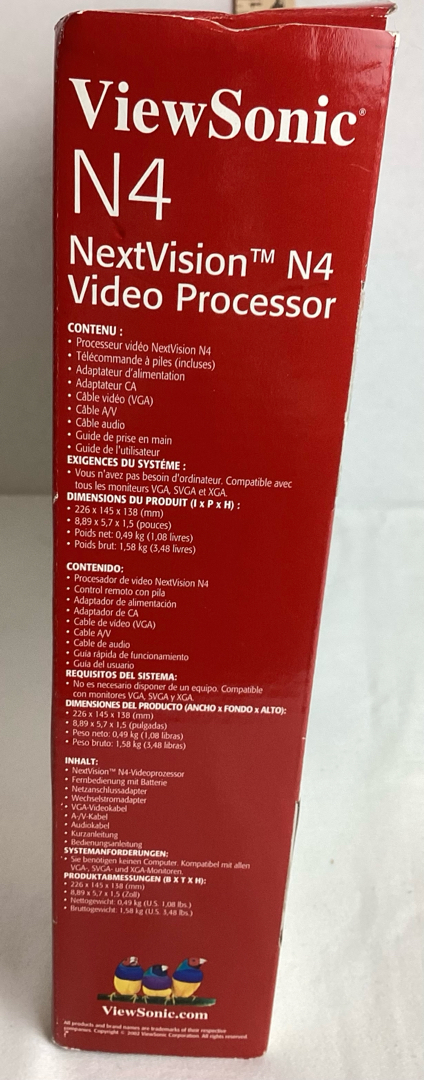 ViewSonic®
N4
NextVision™ N4
Video Processor
CONTENU :
• Processeur vidéo NextVision N4
• Télécommande à piles (incluses)
• Adaptateur d'alimentation
• Adaptateur CA
• Câble vidéo (VGA)
• Câble A/V
• Câble audio
• Guide de prise en main
• Guide de l'utilisateur
EXIGENCES DU SYSTÉME :
• Vous n'avez pas besoin d'ordinateur. Compatible avec
tous les moniteurs VGA, SVGA et XGA.
DIMENSIONS DU PRODUIT (l x P x H) :
• 226 x 145 x 138 (mm)
• 8,89 x 5,7 x 1,5 (pouces)
• Poids net: 0,49 kg (1,08 livres)
• Poids brut: 1,58 kg (3,48 livres)
CONTENIDO:
• Procesador de video NextVision N4
• Control remoto con pila
• Adaptador de alimentación
• Adaptador de CA
• Cable de vídeo (VGA)
• Cable A/V
• Cable de audio
• Guía rápida de funcionamiento
• Guía del usuario
REQUISITOS DEL SISTEMA:
• No es necesario disponer de un equipo. Compatible
con monitores VGA, SVGA y XGA.
DIMENSIONES DEL PRODUCTO (ANCHO x FONDO x ALTO):
• 226 x 145 x 138 (mm)
• 8,89 x 5,7 x 1,5 (pulgadas)
• Peso neto: 0,49 kg (1,08 libras)
• Peso bruto: 1,58 kg (3,48 libras)
INHALT:
• NextVision™ N4-Videoprozessor
• Fernbedienung mit Batterie
• Netzanschlussadapter
• Wechselstromadapter
• VGA-Videokabel
• A-/V-Kabel
• Audiokabel
• Kurzanleitung
• Bedienungsanleitung
SYSTEMANFORDERUNGEN:
• Sie benötigen keinen Computer. Kompatibel mit allen
VGA-, SVGA- und XGA-Monitoren.
PRODUKTABMESSUNGEN (B X T X H):
• 226 x 145 x 138 (mm)
• 8,89 x 5,7 x 1,5 (Zoll)
• Nettogewicht: 0,49 kg (U.S. 1,08 lbs.)
• Bruttogewicht: 1,58 kg (U.S. 3,48 lbs.)
ViewSonic.com
All products and brand names are trademarks of their respective
companies. Copyright © 2002 ViewSonic Corporation. All rights reserved.